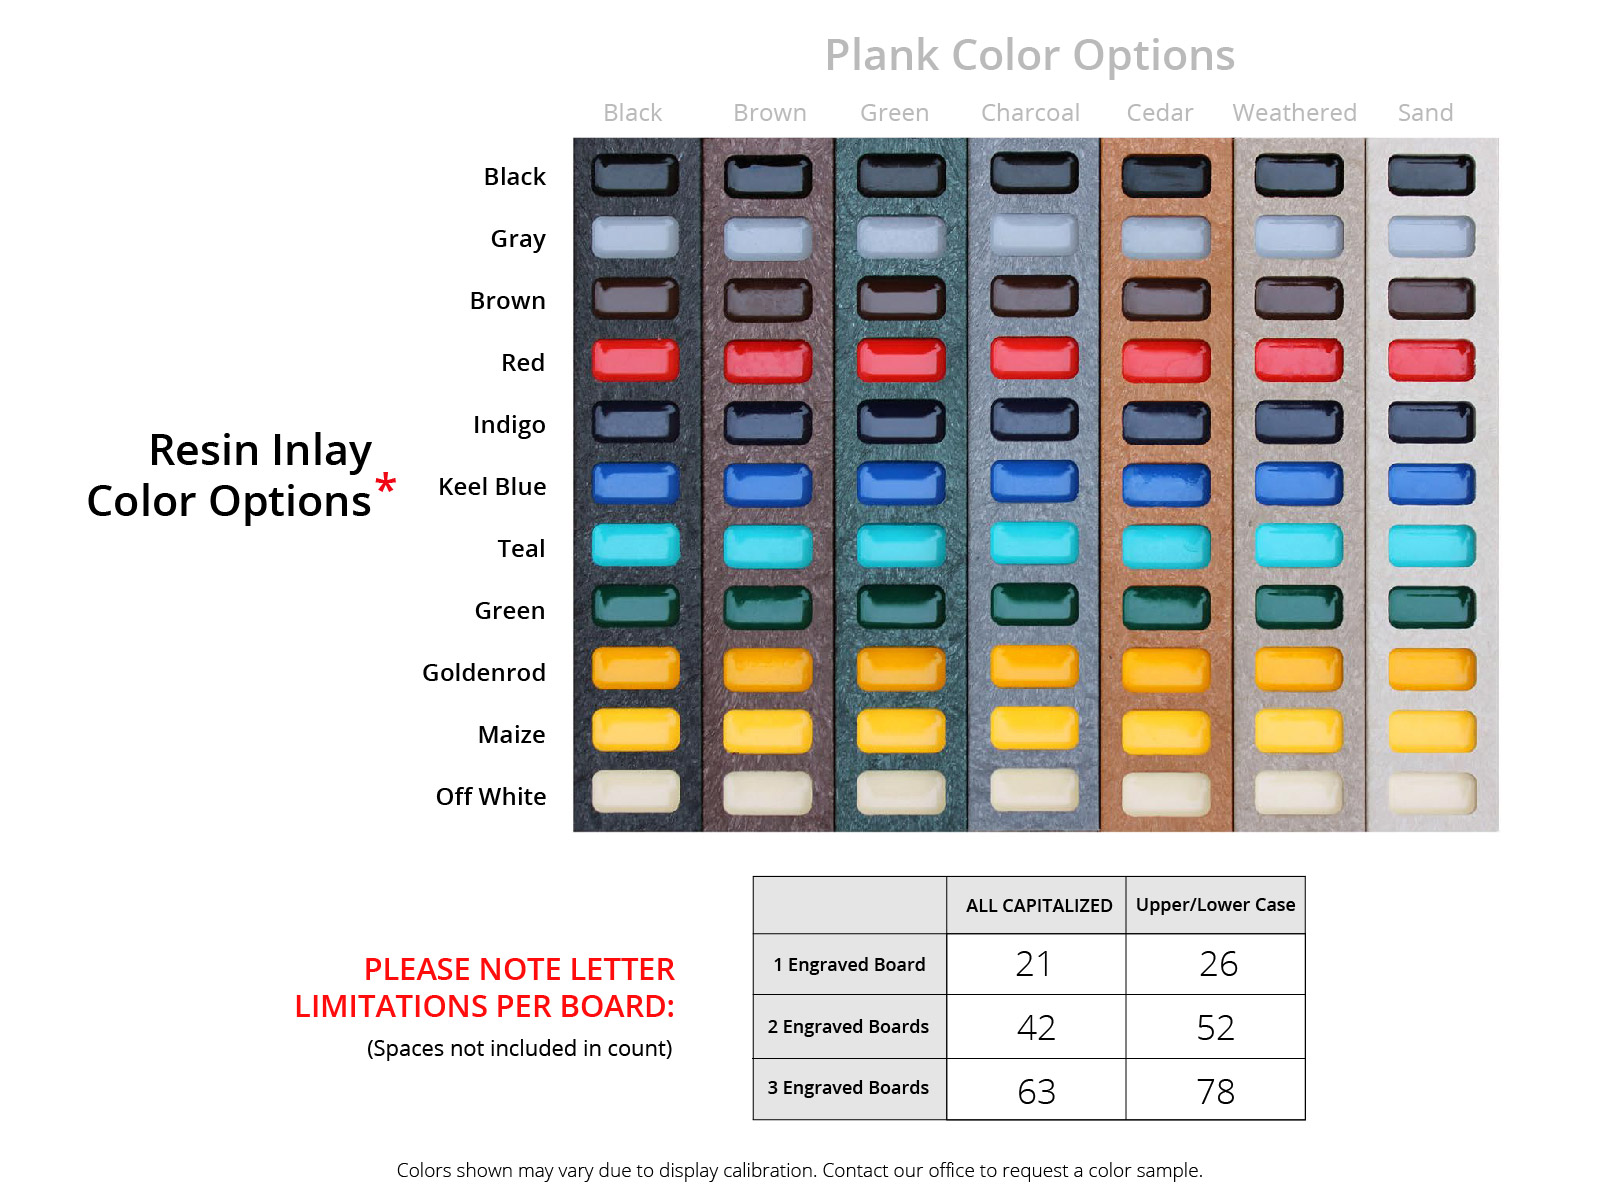 Plank Color Options
Black Brown Green Charcoal Cedar Weathered Sand
Black
Gray
Brown
Red
Indigo
Resin Inlay
Color Options*
Keel Blue
Teal
Green
Goldenrod
Maize
Off White
ALL CAPITALIZED Upper/Lower Case
1 Engraved Board 21 26
2 Engraved Boards 42 52
3 Engraved Boards 63 78
PLEASE NOTE LETTER
LIMITATIONS PER BOARD:
(Spaces not included in count)
Colors shown may vary due to display calibration. Contact our office to request a color sample.